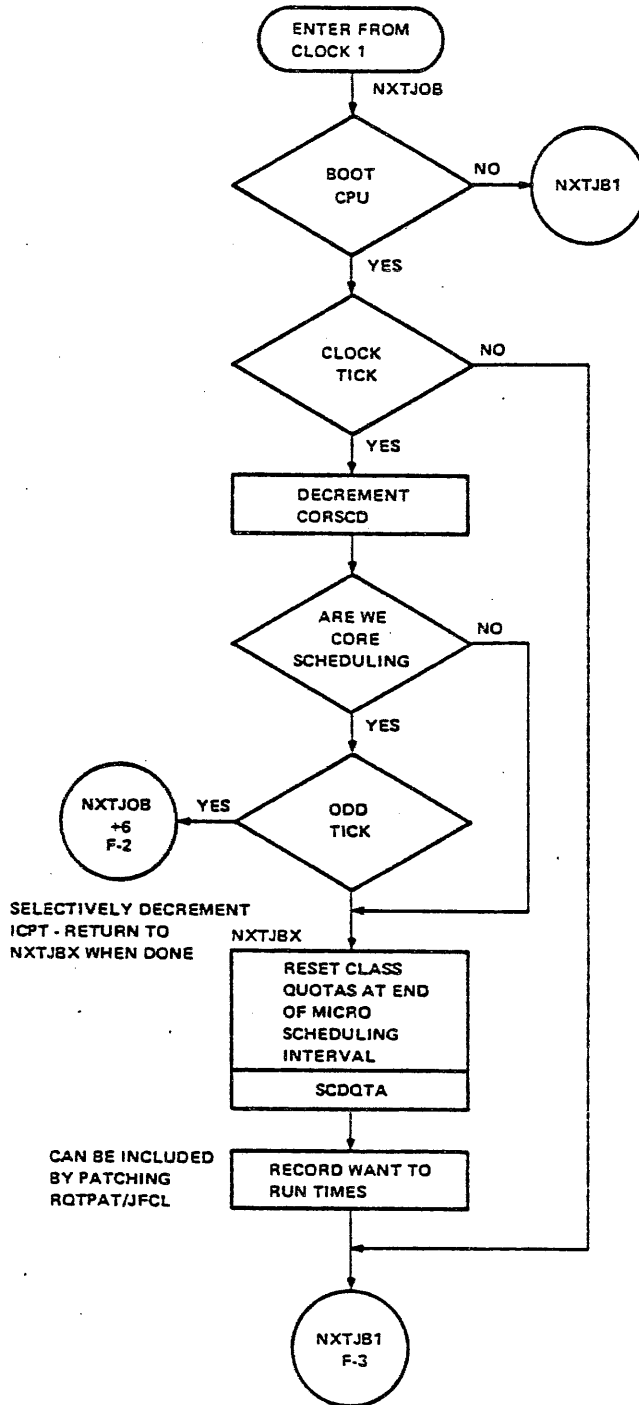 ENTER FROM
CLOCK 1
NXTJOB
BOOT
CPU
NO
NXTJB1
YES
CLOCK
TICK
NO
YES
DECREMENT
CORSCD
ARE WE
CORE
SCHEDULING
NO
YES
NXTJOB
+6
F-2
YES
ODD
TICK
SELECTIVELY DECREMENT
ICPT - RETURN TO
NXTJBX WHEN DONE
NXTJBX
RESET CLASS
QUOTAS AT END
OF MICRO
SCHEDULING
INTERVAL
SCDQTA
CAN BE INCLUDED
BY PATCHING
RQTPAT/JFCL
RECORD WANT TO
RUN TIMES
NXTJB1
F-3